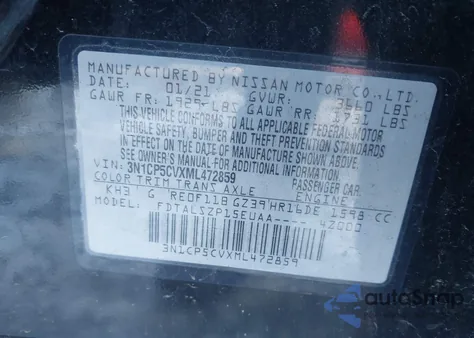 MANUFACTURED BY NISSAN MOTOR CO., LTD.
DATE: 01/21 GVWR: 3660 LBS
GAWR FR: 1929 LBS GAWR RR: 1731 LBS
THIS VEHICLE CONFORMS TO ALL APPLICABLE FEDERAL MOTOR
VEHICLE SAFETY, BUMPER AND THEFT PREVENTION STANDARDS
IN EFFECT ON THE DATE OF MANUFACTURE SHOWN ABOVE.
SEE OWNER'S MANUAL FOR ADDITIONAL INFORMATION
VIN: 3N1CP5CVXML472859 PASSENGER CAR
COLOR TRIM TRANS AXLE ENGINE
KH3 G RE0F11B GZ39 HR16DE 1598 CC
MODEL: FDTALSZP15EUAA---- 4Z000
3N1CP5CVXML472859
autoSnap